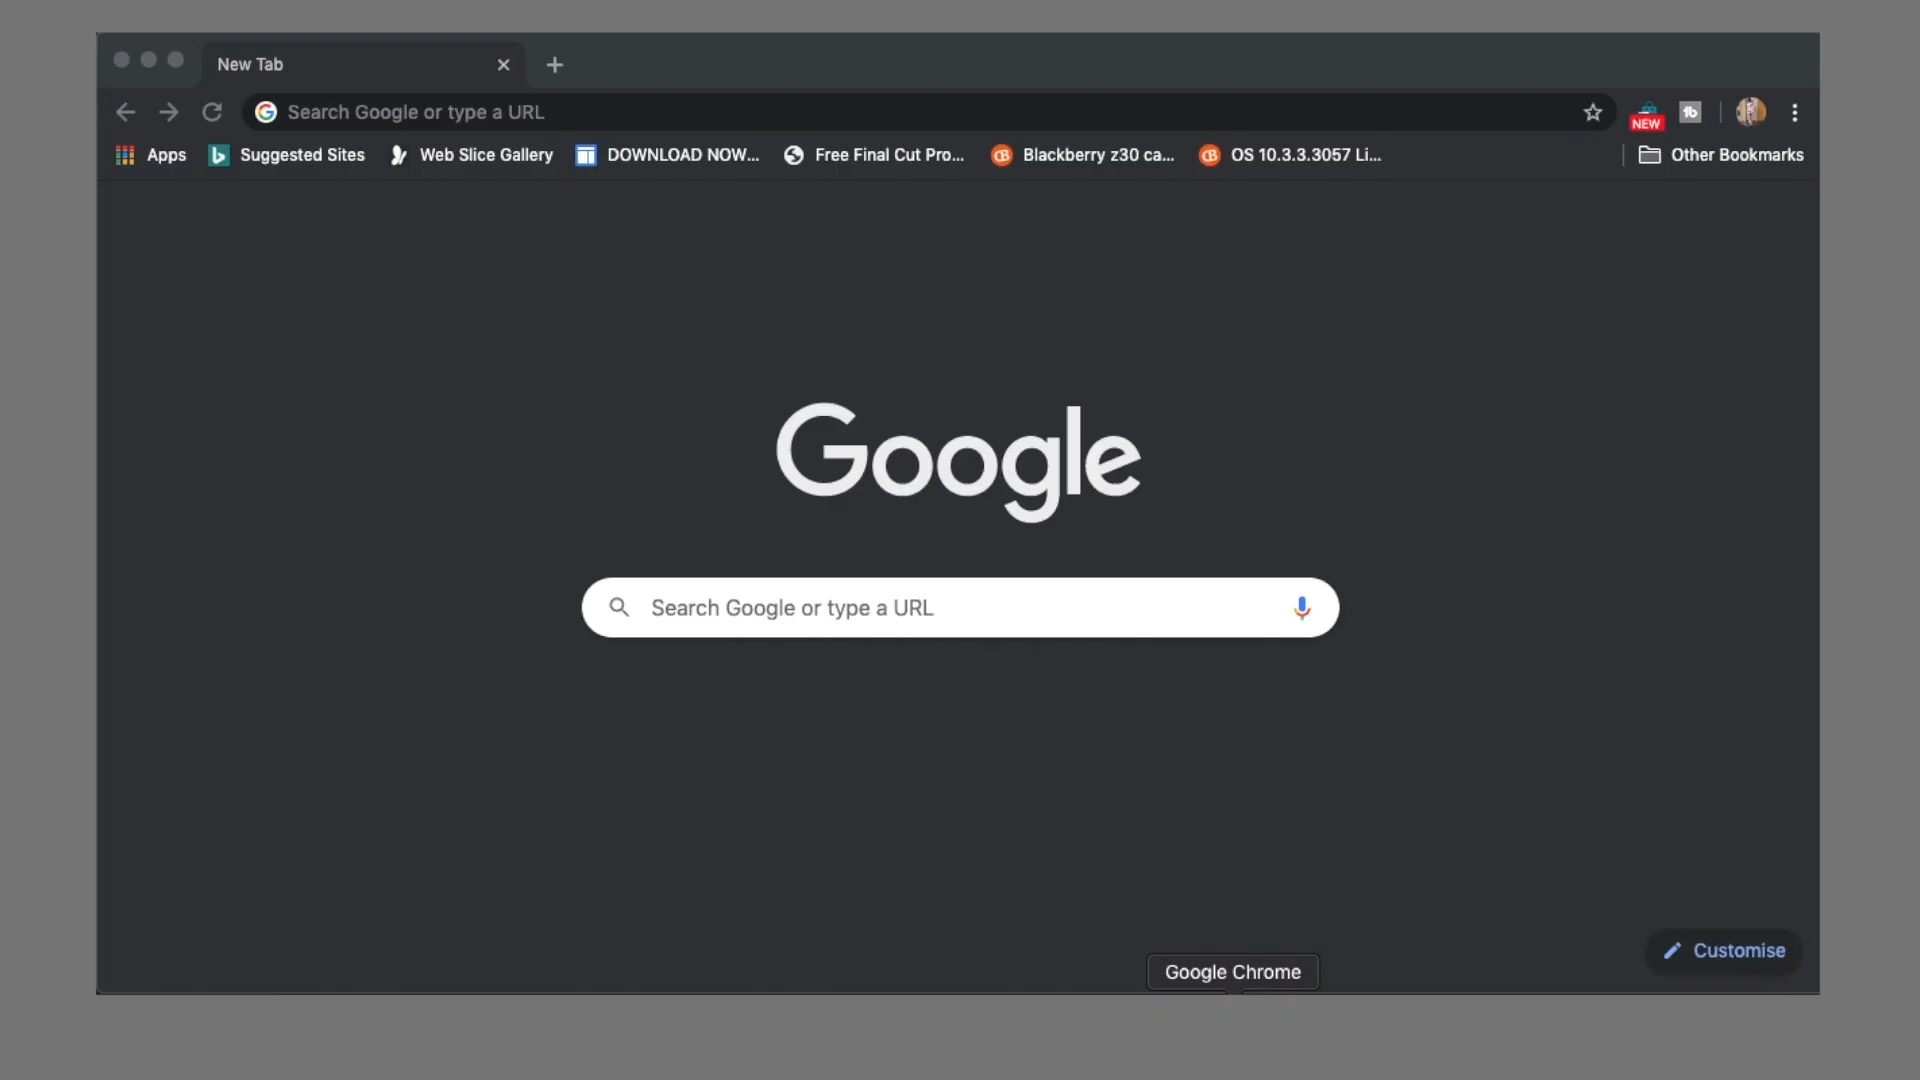 New Tab
Search Google or type a URL
NEW
Apps
Suggested Sites
Web Slice Gallery
DOWNLOAD NOW...
Free Final Cut Pro...
Blackberry z30 ca...
OS 10.3.3.3057 Li...
Other Bookmarks
Google
Search Google or type a URL
Customise
Google Chrome